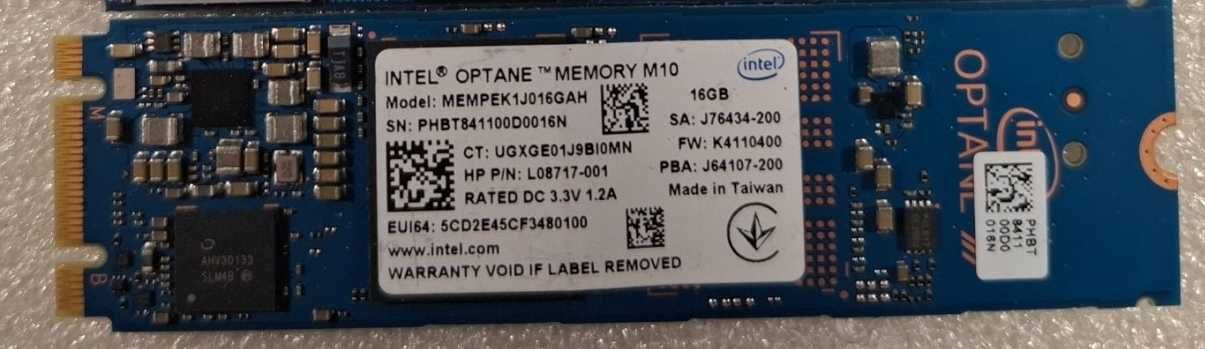 INTEL® OPTANE™ MEMORY M10
intel
Model: MEMPEK1J016GAH
16GB
SN: PHBT841100D0016N
SA: J76434-200
CT: UGXGE01J9BI0MN
FW: K4110400
HP P/N: L08717-001
PBA: J64107-200
RATED DC 3.3V 1.2A
Made in Taiwan
EUI64: 5CD2E45CF3480100
www.intel.com
WARRANTY VOID IF LABEL REMOVED
M
B
AHV30133
SLM4B
OPTANE
intel
PHBT
8411
00D0
016N